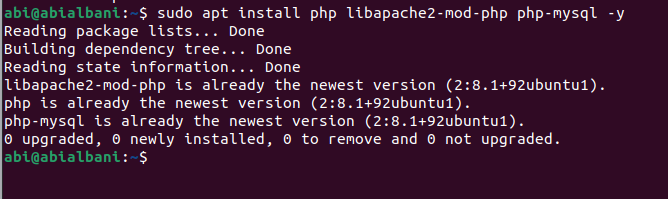 abi@abialbani:~$ sudo apt install php libapache2-mod-php php-mysql -y
Reading package lists... Done
Building dependency tree... Done
Reading state information... Done
libapache2-mod-php is already the newest version (2:8.1+92ubuntu1).
php is already the newest version (2:8.1+92ubuntu1).
php-mysql is already the newest version (2:8.1+92ubuntu1).
0 upgraded, 0 newly installed, 0 to remove and 0 not upgraded.
abi@abialbani:~$